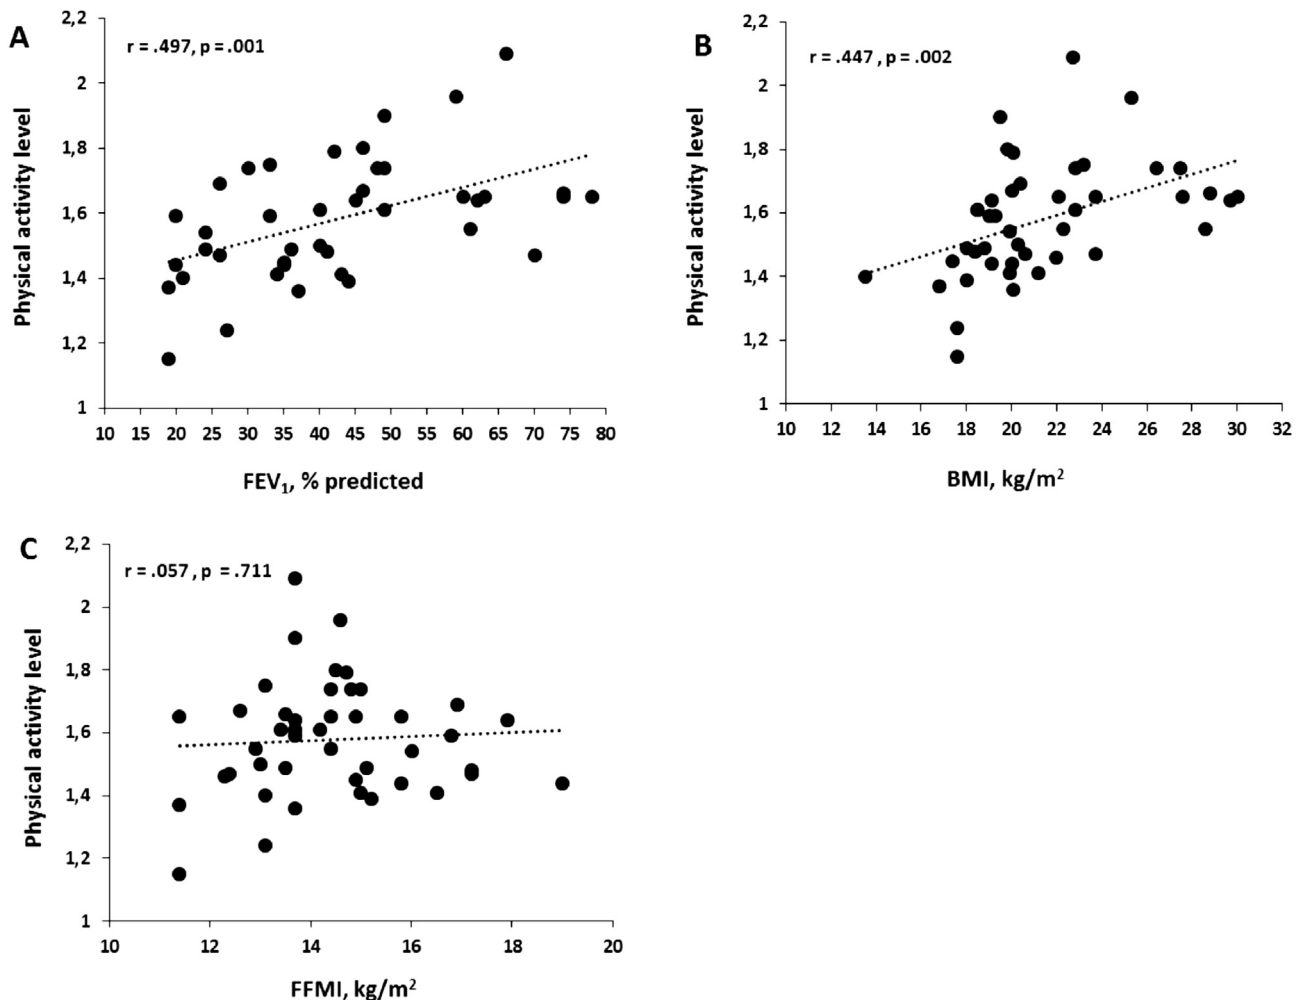 A
r = .497, p = .001
Physical activity level
2,2
2
1,8
1,6
1,4
1,2
1
10 15 20 25 30 35 40 45 50 55 60 65 70 75 80
FEV₁, % predicted
B
r = .447 , p = .002
Physical activity level
2,2
2
1,8
1,6
1,4
1,2
1
10 12 14 16 18 20 22 24 26 28 30 32
BMI, kg/m²
C
r = .057 , p = .711
Physical activity level
2,2
2
1,8
1,6
1,4
1,2
1
10 12 14 16 18 20
FFMI, kg/m²